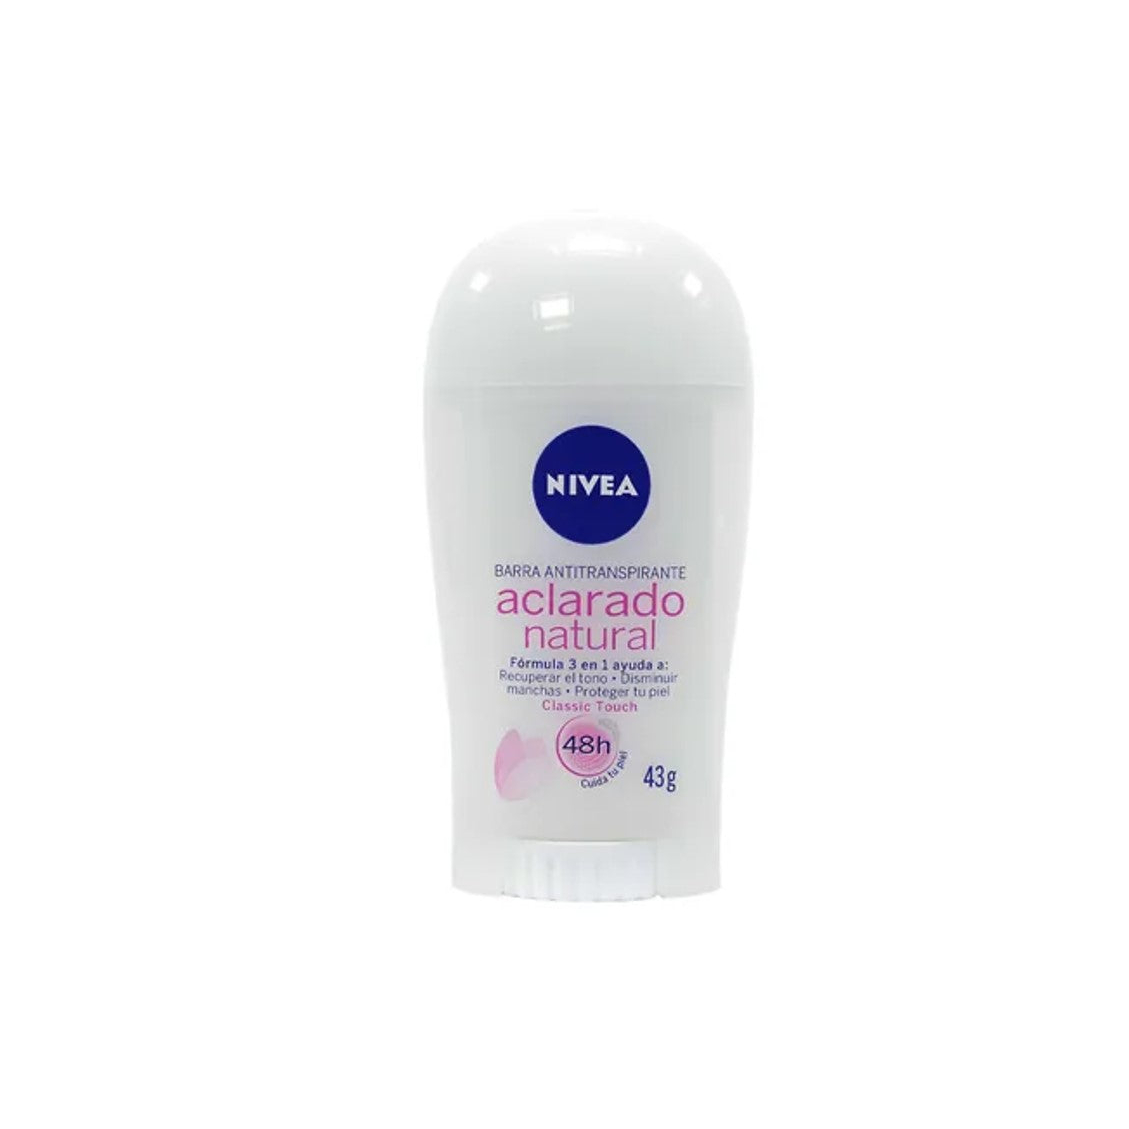 NIVEA
BARRA ANTITRANSPIRANTE
aclarado
natural
Fórmula 3 en 1 ayuda a:
Recuperar el tono • Disminuir
manchas • Proteger tu piel
Classic Touch
48h
Cuida tu piel
43g